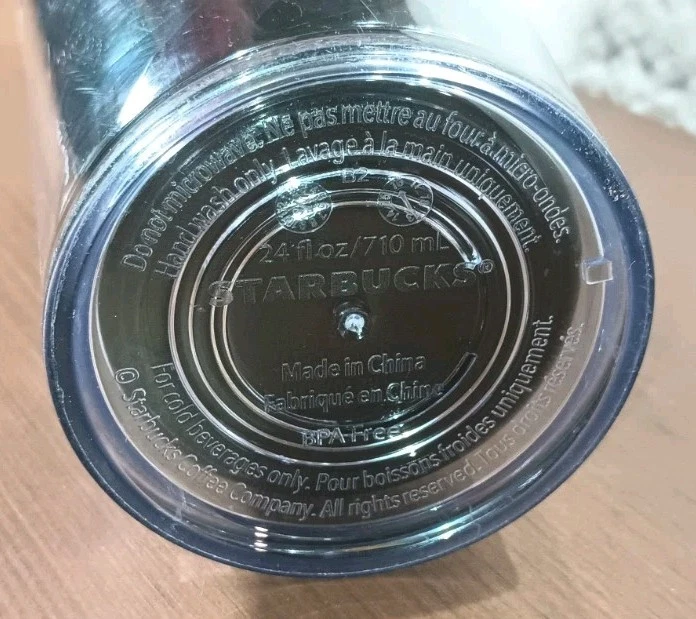 Do not microwave. Ne pas mettre au four à micro-ondes.
Hand wash only. Lavage à la main uniquement.
24 fl oz/710 mL
STARBUCKS®
Made in China
Fabriqué en Chine
BPA Free
For cold beverages only. Pour boissons froides uniquement.
© Starbucks Coffee Company. All rights reserved. Tous droits réservés.